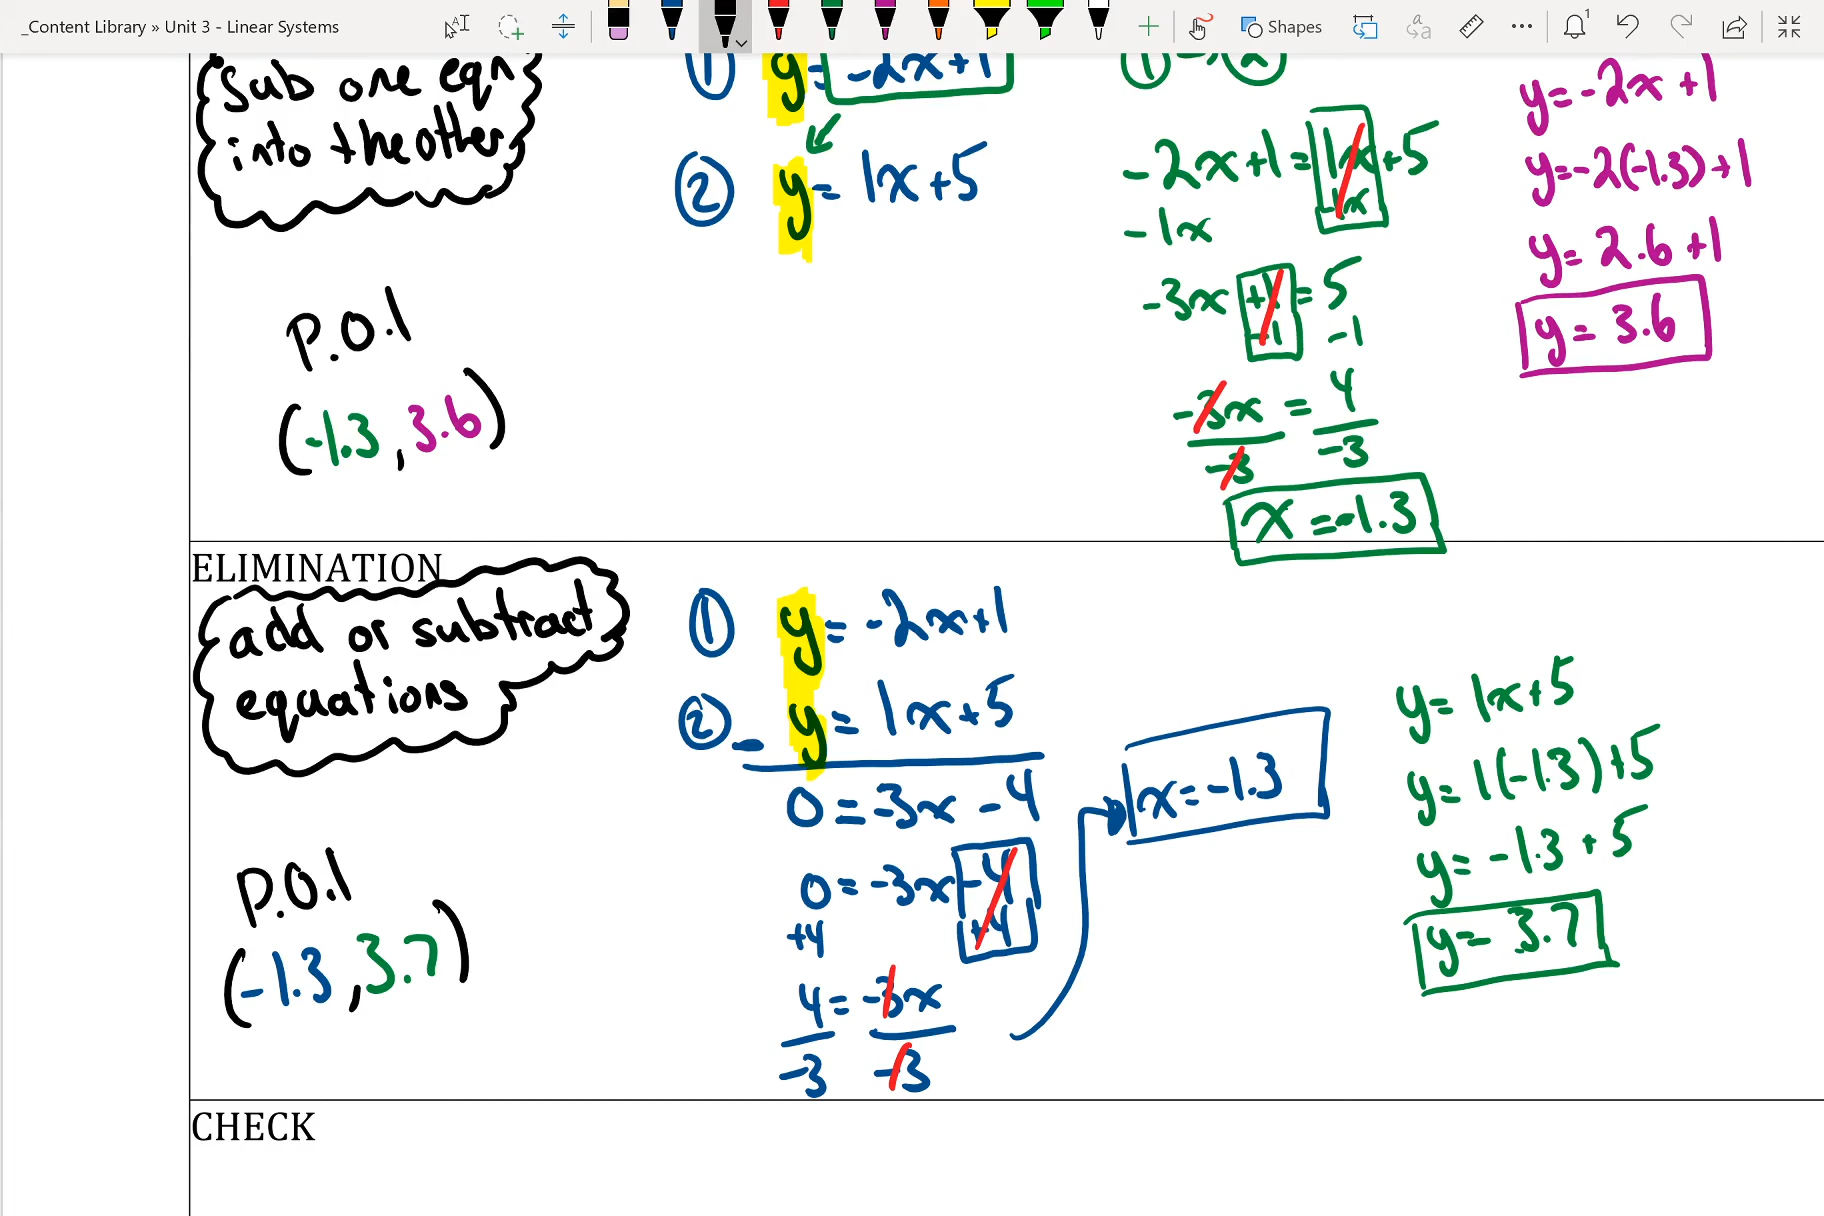 _Content Library » Unit 3 - Linear Systems
Shapes
1
sub one eqn
into the other
① y= -2x+1
② y= 1x+5
P.O.I
(-1.3, 3.6)
-2x+1=1x+5
-1x -1x
-3x+1=5
-1 -1
-3x = 4
-3 -3
x=-1.3
y=-2x+1
y=-2(-1.3)+1
y= 2.6+1
y= 3.6
ELIMINATION
add or subtract
equations
P.O.I
(-1.3, 3.7)
① y= -2x+1
② - y= 1x+5
0=-3x-4
0=-3x-4
+4 +4
4=-3x
-3 -3
x=-1.3
y= 1x+5
y= 1(-1.3)+5
y= -1.3+5
y= 3.7
CHECK